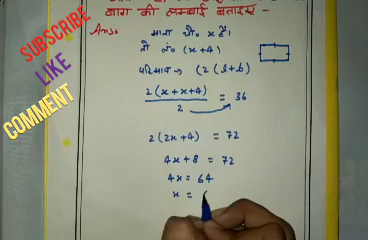 बाग की लम्बाई बताइए -
Ans:
माना चौ० x है।
तो ल० (x+4)
परिमाप → (2(l+b)
2(x+x+4) = 36
2
2(2x+4) = 72
4x+8 = 72
4x = 64
x =
SUBSCRIBE
LIKE
COMMENT